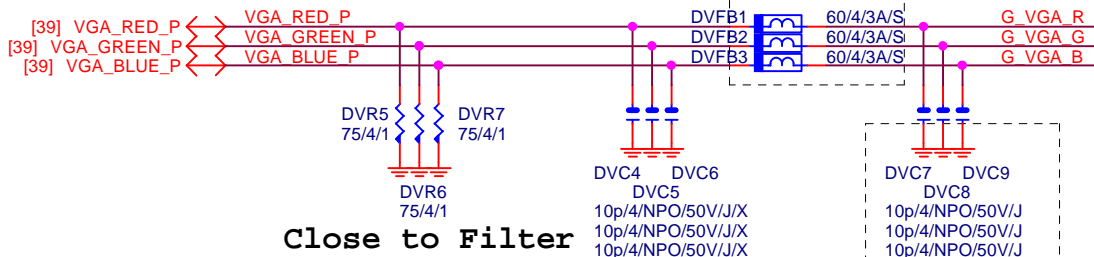 [39] VGA_RED_P VGA_RED_P DVFB1 60/4/3A/S G_VGA_R
[39] VGA_GREEN_P VGA_GREEN_P DVFB2 60/4/3A/S G_VGA_G
[39] VGA_BLUE_P VGA_BLUE_P DVFB3 60/4/3A/S G_VGA_B
DVR5 DVR7
75/4/1 75/4/1
DVC4 DVC6 DVC7 DVC9
DVR6 DVC5 DVC8
75/4/1 10p/4/NPO/50V/J/X 10p/4/NPO/50V/J
10p/4/NPO/50V/J/X 10p/4/NPO/50V/J
Close to Filter 10p/4/NPO/50V/J/X 10p/4/NPO/50V/J